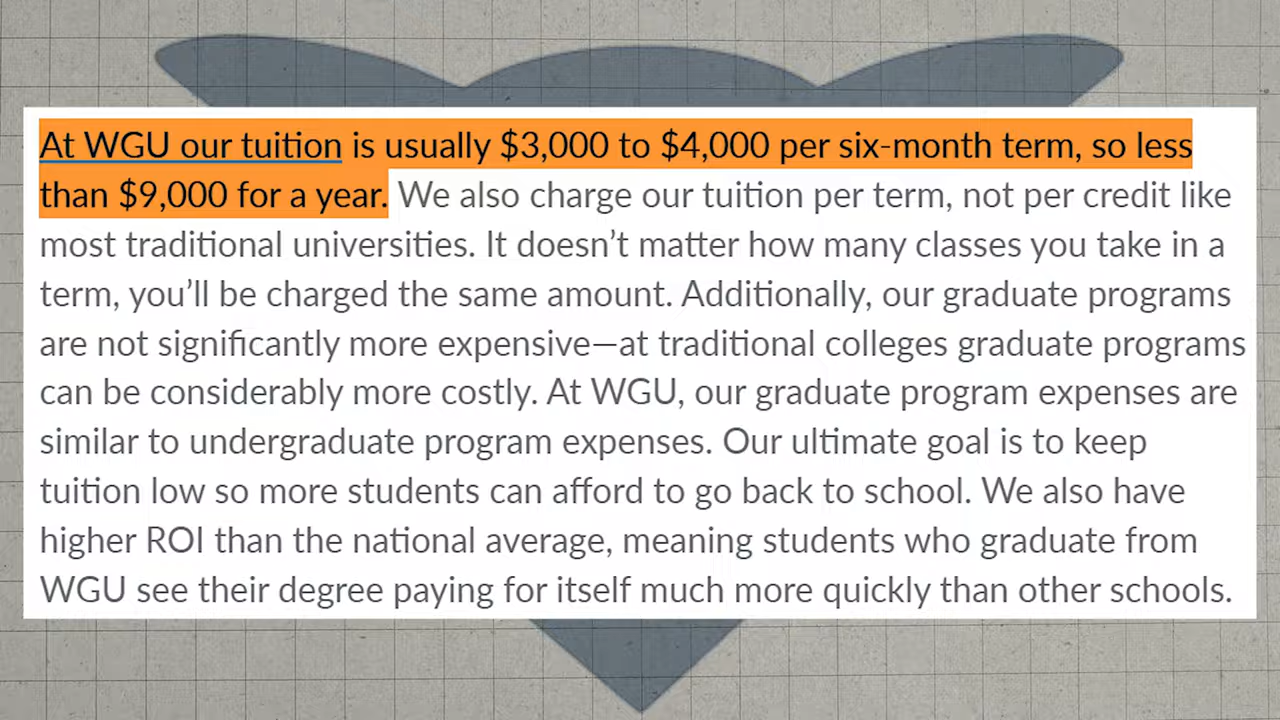 At WGU our tuition is usually $3,000 to $4,000 per six-month term, so less
than $9,000 for a year. We also charge our tuition per term, not per credit like
most traditional universities. It doesn’t matter how many classes you take in a
term, you’ll be charged the same amount. Additionally, our graduate programs
are not significantly more expensive—at traditional colleges graduate programs
can be considerably more costly. At WGU, our graduate program expenses are
similar to undergraduate program expenses. Our ultimate goal is to keep
tuition low so more students can afford to go back to school. We also have
higher ROI than the national average, meaning students who graduate from
WGU see their degree paying for itself much more quickly than other schools.